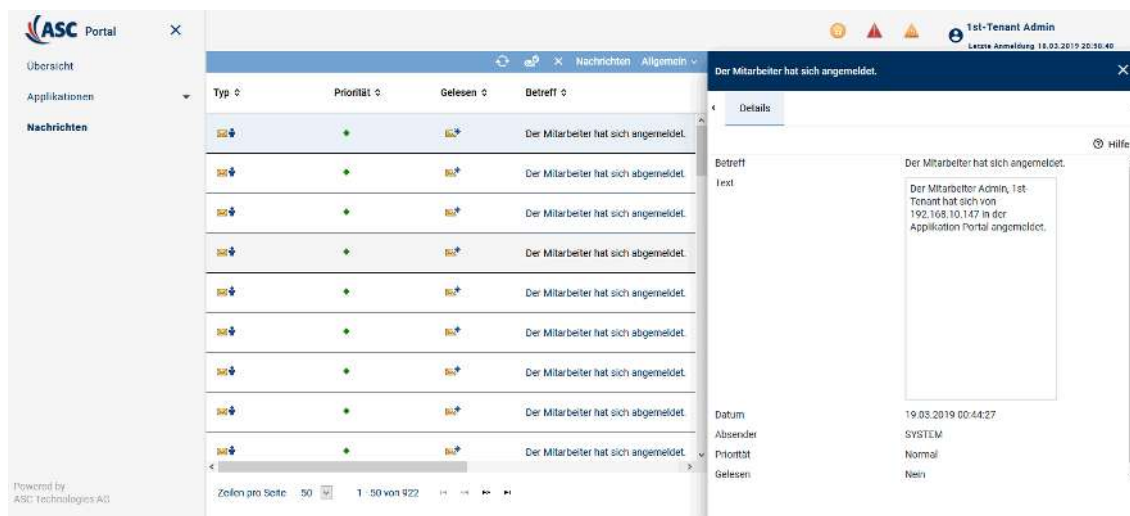 ASC Portal
Übersicht
Applikationen
Nachrichten
Powered by
ASC Technologies AG
1st-Tenant Admin
Letzte Anmeldung 18.03.2019 20:50:40
Nachrichten Allgemein
Typ Priorität Gelesen Betreff
Der Mitarbeiter hat sich angemeldet.
Der Mitarbeiter hat sich abgemeldet.
Der Mitarbeiter hat sich angemeldet.
Der Mitarbeiter hat sich abgemeldet.
Der Mitarbeiter hat sich angemeldet.
Der Mitarbeiter hat sich abgemeldet.
Der Mitarbeiter hat sich angemeldet.
Der Mitarbeiter hat sich abgemeldet.
Der Mitarbeiter hat sich angemeldet.
Zeilen pro Seite 50 1 - 50 von 922
Der Mitarbeiter hat sich angemeldet.
Details
Hilfe
Betreff Der Mitarbeiter hat sich angemeldet.
Text
Der Mitarbeiter Admin, 1st-
Tenant hat sich von
192.168.10.147 in der
Applikation Portal angemeldet.
Datum 19.03.2019 00:44:27
Absender SYSTEM
Priorität Normal
Gelesen Nein